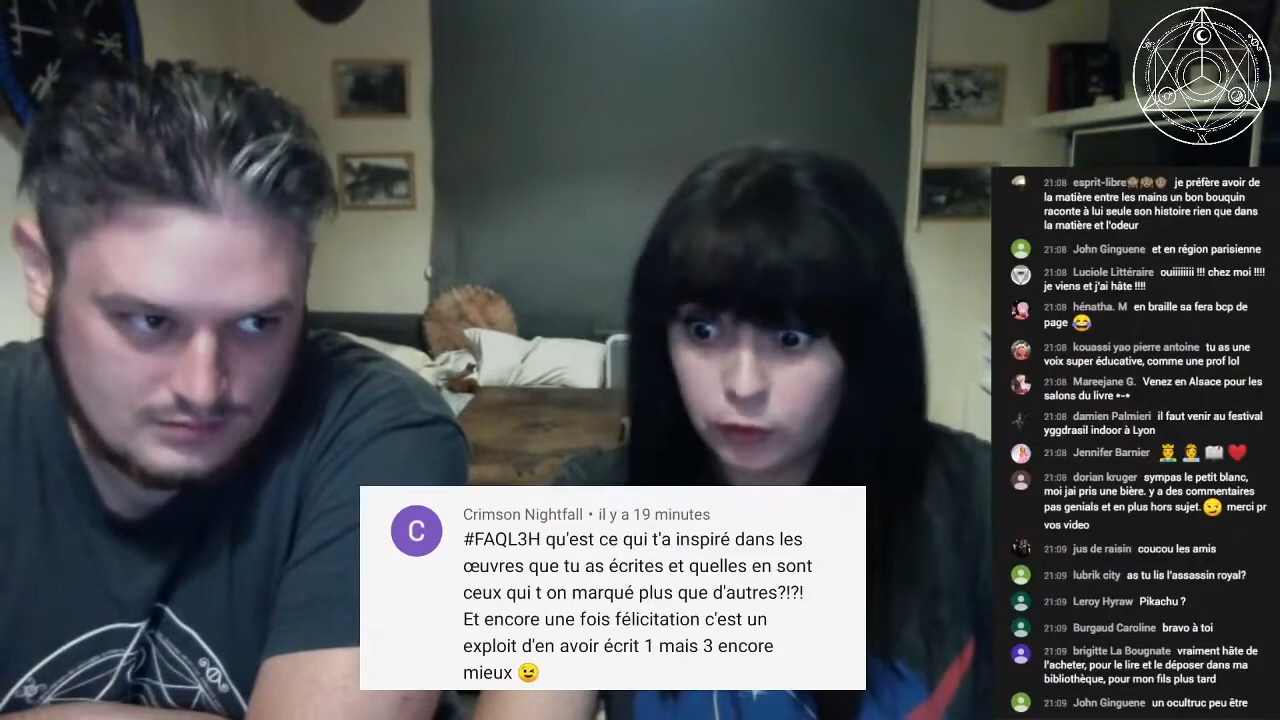 21:08 esprit-libre je préfère avoir de
la matière entre les mains un bon bouquin
raconte à lui seule son histoire rien que dans
la matière et l'odeur
21:08 John Ginguene et en région parisienne
21:08 Luciole Littéraire ouiiiiiiii !!! chez moi !!!!
je viens et j'ai hâte !!!!
21:08 hénatha. M en braille sa fera bcp de
page 😂
21:08 kouassi yao pierre antoine tu as une
voix super éducative, comme une prof lol
21:08 Mareejane G. Venez en Alsace pour les
salons du livre *-*
21:08 damien Palmieri il faut venir au festival
yggdrasil indoor à Lyon
21:08 Jennifer Barnier 🤴 👸 📖 ❤️
21:08 dorian kruger sympas le petit blanc,
moi jai pris une bière. y a des commentaires
pas genials et en plus hors sujet.😏 merci pr
vos video
21:09 jus de raisin coucou les amis
21:09 lubrik city as tu lis l'assassin royal?
21:09 Leroy Hyraw Pikachu ?
21:09 Burgaud Caroline bravo à toi
21:09 brigitte La Bougnate vraiment hâte de
l'acheter, pour le lire et le déposer dans ma
bibliothèque, pour mon fils plus tard
21:09 John Ginguene un ocultruc peu être
C
Crimson Nightfall • il y a 19 minutes
#FAQL3H qu'est ce qui t'a inspiré dans les
œuvres que tu as écrites et quelles en sont
ceux qui t on marqué plus que d'autres?!?!
Et encore une fois félicitation c'est un
exploit d'en avoir écrit 1 mais 3 encore
mieux 😉